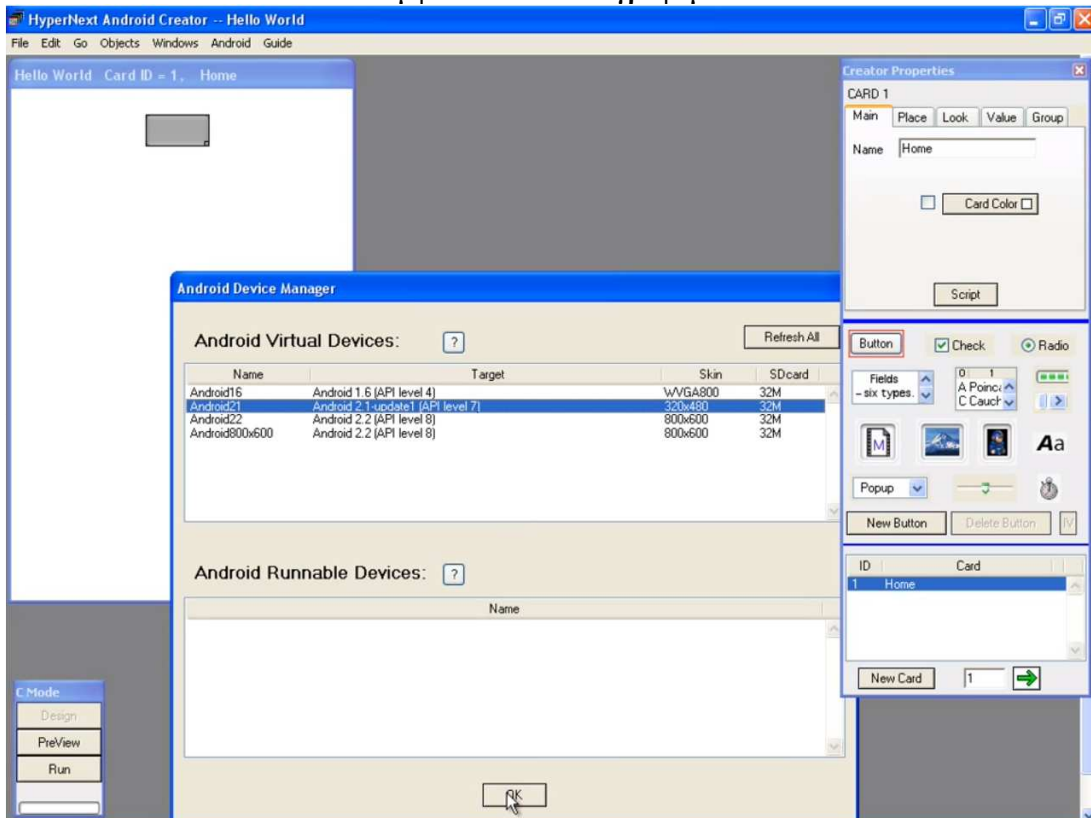 HyperNext Android Creator -- Hello World
File Edit Go Objects Windows Android Guide
Hello World Card ID = 1, Home
Creator Properties
CARD 1
Main Place Look Value Group
Name Home
Card Color
Script
Android Device Manager
Android Virtual Devices: ?
Refresh All
Name Target Skin SDcard
Android16 Android 1.6 (API level 4) WVGA800 32M
Android21 Android 2.1-update1 (API level 7) 320x480 32M
Android22 Android 2.2 (API level 8) 800x600 32M
Android800x600 Android 2.2 (API level 8) 800x600 32M
Android Runnable Devices: ?
Name
OK
Button Check Radio
Fields
- six types.
0 1
A Poinc
C Cauch
M
Aa
Popup
New Button Delete Button IV
ID Card
1 Home
New Card 1
C Mode
Design
PreView
Run